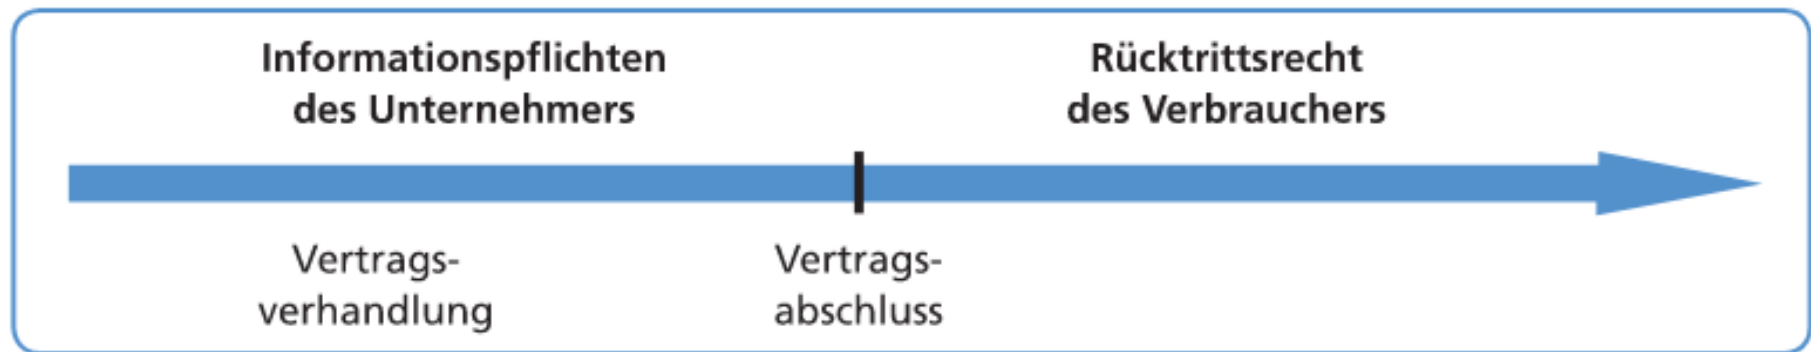 Informationspflichten
des Unternehmers
Rücktrittsrecht
des Verbrauchers
Vertrags-
verhandlung
Vertrags-
abschluss